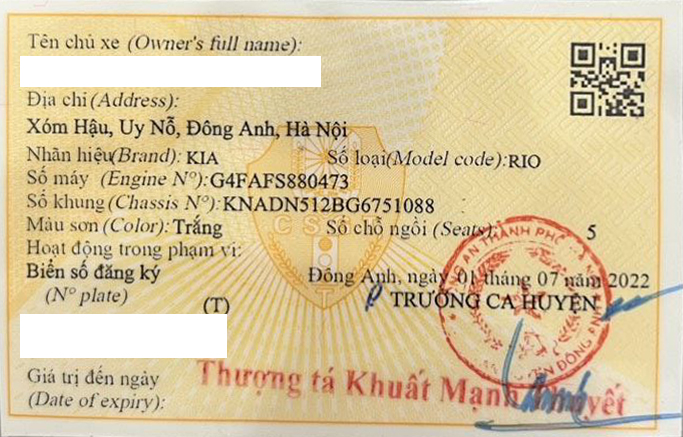 Tên chủ xe (Owner's full name):
Địa chỉ (Address):
Xóm Hậu, Uy Nỗ, Đông Anh, Hà Nội
Nhãn hiệu(Brand): KIA Số loại(Model code):RIO
Số máy (Engine N°):G4FAFS880473
Số khung (Chassis N°):KNADN512BG6751088
Màu sơn (Color): Trắng Số chỗ ngồi (Seats): 5
Hoạt động trong phạm vi:
Biển số đăng ký Đông Anh, ngày 01 tháng 07 năm 2022
(N° plate) (T) TRƯỞNG CA HUYỆN
Giá trị đến ngày Thượng tá Khuất Mạnh
(Date of expiry):
CSGT